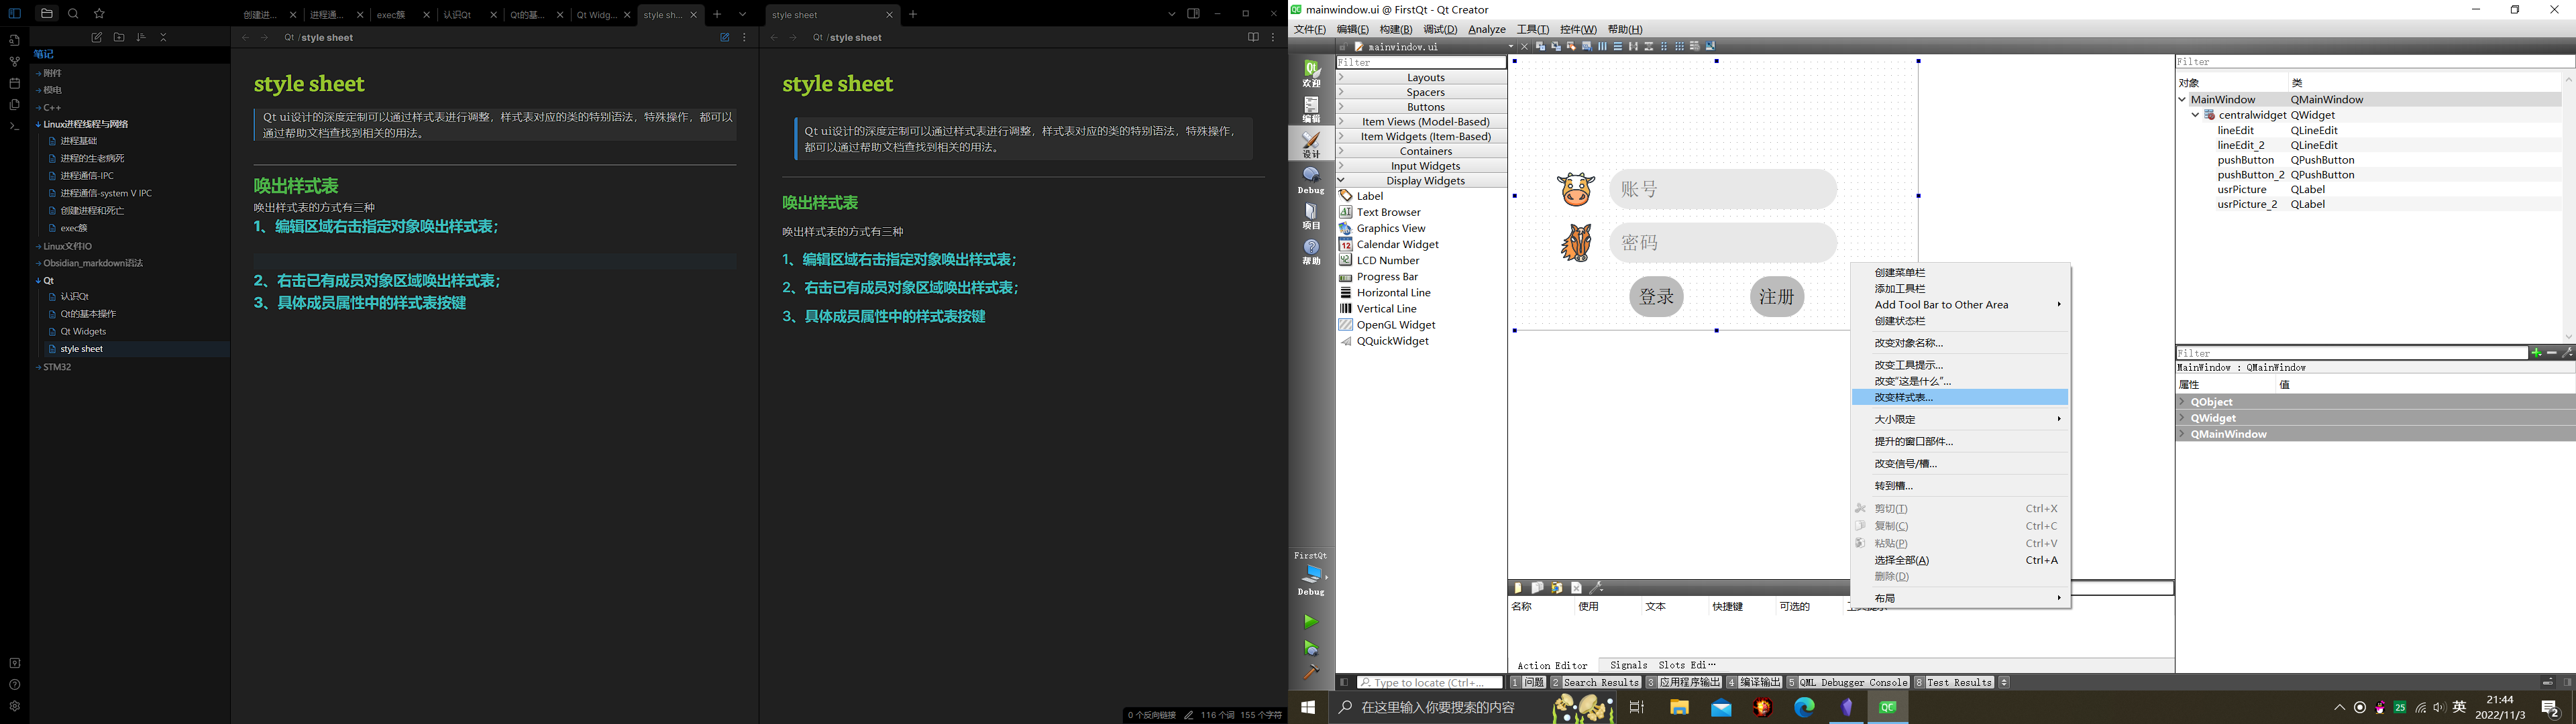 创建进...
进程通...
exec簇
认识Qt
Qt的基...
Qt Widg...
style sh...
style sheet
Qt / style sheet
Qt / style sheet
笔记
附件
模电
C++
Linux进程线程与网络
进程基础
进程的生老病死
进程通信-IPC
进程通信-system V IPC
创建进程和死亡
exec簇
Linux文件IO
Obsidian_markdown语法
Qt
认识Qt
Qt的基本操作
Qt Widgets
style sheet
STM32
style sheet
Qt ui设计的深度定制可以通过样式表进行调整，样式表对应的类的特别语法，特殊操作，都可以
通过帮助文档查找到相关的用法。
唤出样式表
唤出样式表的方式有三种
1、编辑区域右击指定对象唤出样式表；
2、右击已有成员对象区域唤出样式表；
3、具体成员属性中的样式表按键
style sheet
Qt ui设计的深度定制可以通过样式表进行调整，样式表对应的类的特别语法，特殊操作，
都可以通过帮助文档查找到相关的用法。
唤出样式表
唤出样式表的方式有三种
1、编辑区域右击指定对象唤出样式表；
2、右击已有成员对象区域唤出样式表；
3、具体成员属性中的样式表按键
0 个反向链接 116 个词 155 个字符
mainwindow.ui @ FirstQt - Qt Creator
文件(F) 编辑(E) 构建(B) 调试(D) Analyze 工具(T) 控件(W) 帮助(H)
mainwindow.ui
欢迎
编辑
设计
Debug
项目
帮助
FirstQt
Debug
Filter
Layouts
Spacers
Buttons
Item Views (Model-Based)
Item Widgets (Item-Based)
Containers
Input Widgets
Display Widgets
Label
Text Browser
Graphics View
Calendar Widget
LCD Number
Progress Bar
Horizontal Line
Vertical Line
OpenGL Widget
QQuickWidget
账号
密码
登录
注册
创建菜单栏
添加工具栏
Add Tool Bar to Other Area
创建状态栏
改变对象名称...
改变工具提示...
改变“这是什么”...
改变样式表...
大小限定
提升的窗口部件...
改变信号/槽...
转到槽...
剪切(T) Ctrl+X
复制(C) Ctrl+C
粘贴(P) Ctrl+V
选择全部(A) Ctrl+A
删除(D)
布局
名称 使用 文本 快捷键 可选的
Action Editor Signals Slots Edi…
Filter
对象 类
MainWindow QMainWindow
centralwidget QWidget
lineEdit QLineEdit
lineEdit_2 QLineEdit
pushButton QPushButton
pushButton_2 QPushButton
usrPicture QLabel
usrPicture_2 QLabel
Filter
MainWindow : QMainWindow
属性 值
QObject
QWidget
QMainWindow
Type to locate (Ctrl+...
1 问题 2 Search Results 3 应用程序输出 4 编译输出 5 QML Debugger Console 8 Test Results
在这里输入你要搜索的内容
25
英
21:44
2022/11/3
2